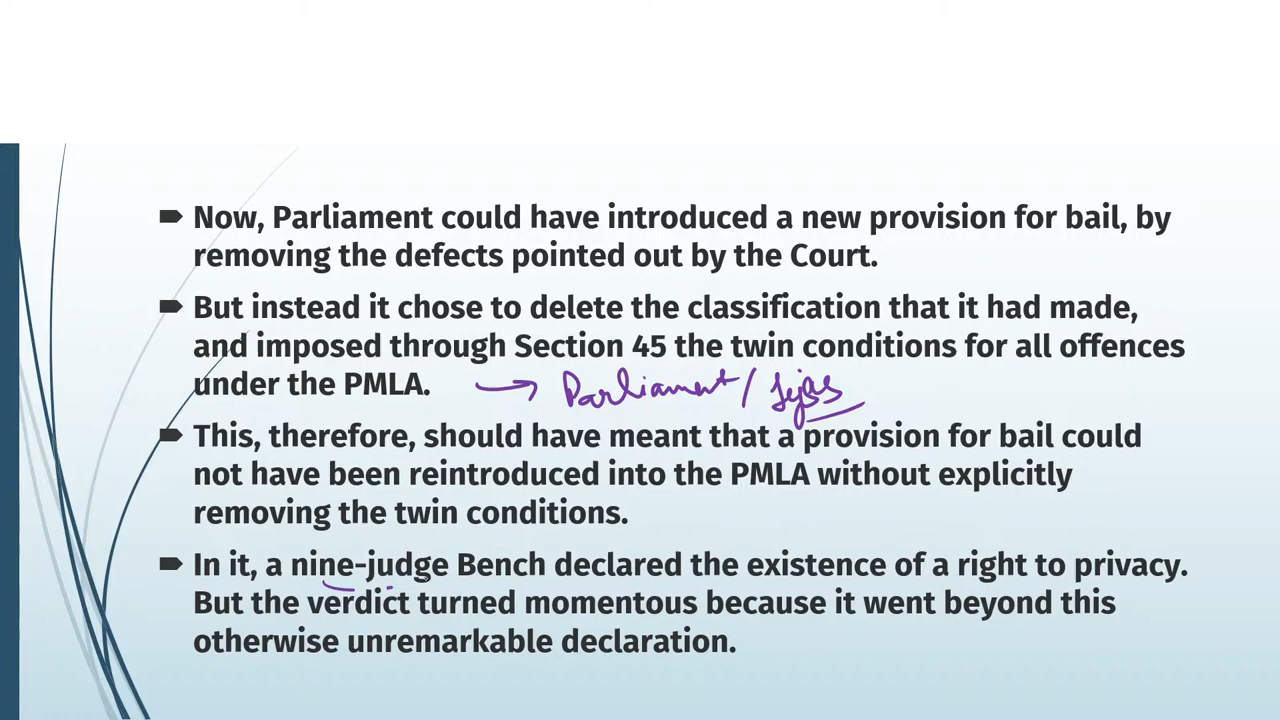 Now, Parliament could have introduced a new provision for bail, by
removing the defects pointed out by the Court.
But instead it chose to delete the classification that it had made,
and imposed through Section 45 the twin conditions for all offences
under the PMLA. → Parliament/
This, therefore, should have meant that a provision for bail could
not have been reintroduced into the PMLA without explicitly
removing the twin conditions.
In it, a nine-judge Bench declared the existence of a right to privacy.
But the verdict turned momentous because it went beyond this
otherwise unremarkable declaration.